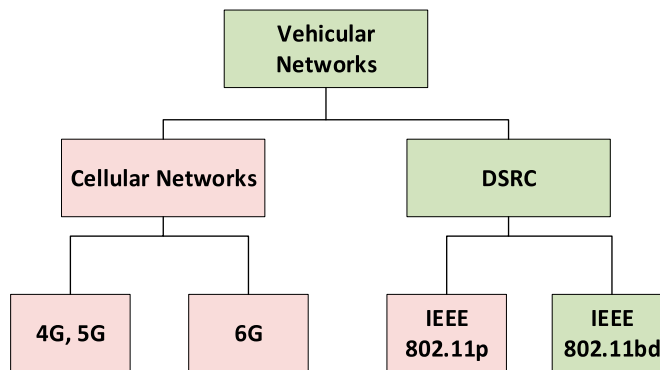 Vehicular
Networks
Cellular Networks
DSRC
4G, 5G
6G
IEEE
802.11p
IEEE
802.11bd